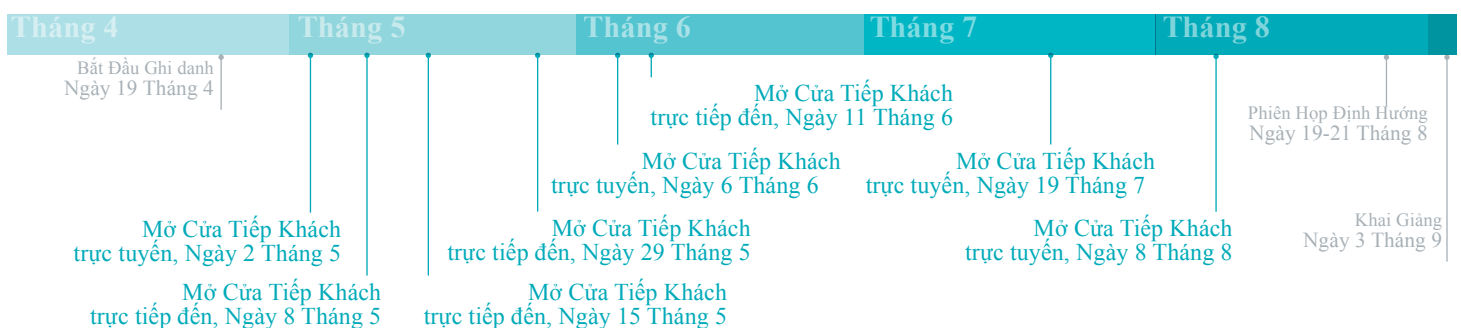 Tháng 4
Tháng 5
Tháng 6
Tháng 7
Tháng 8
Bắt Đầu Ghi danh
Ngày 19 Tháng 4
Mở Cửa Tiếp Khách
trực tuyến, Ngày 2 Tháng 5
Mở Cửa Tiếp Khách
trực tiếp đến, Ngày 8 Tháng 5
Mở Cửa Tiếp Khách
trực tiếp đến, Ngày 15 Tháng 5
Mở Cửa Tiếp Khách
trực tiếp đến, Ngày 29 Tháng 5
Mở Cửa Tiếp Khách
trực tuyến, Ngày 6 Tháng 6
Mở Cửa Tiếp Khách
trực tiếp đến, Ngày 11 Tháng 6
Mở Cửa Tiếp Khách
trực tuyến, Ngày 19 Tháng 7
Mở Cửa Tiếp Khách
trực tuyến, Ngày 8 Tháng 8
Phiên Họp Định Hướng
Ngày 19-21 Tháng 8
Khai Giảng
Ngày 3 Tháng 9